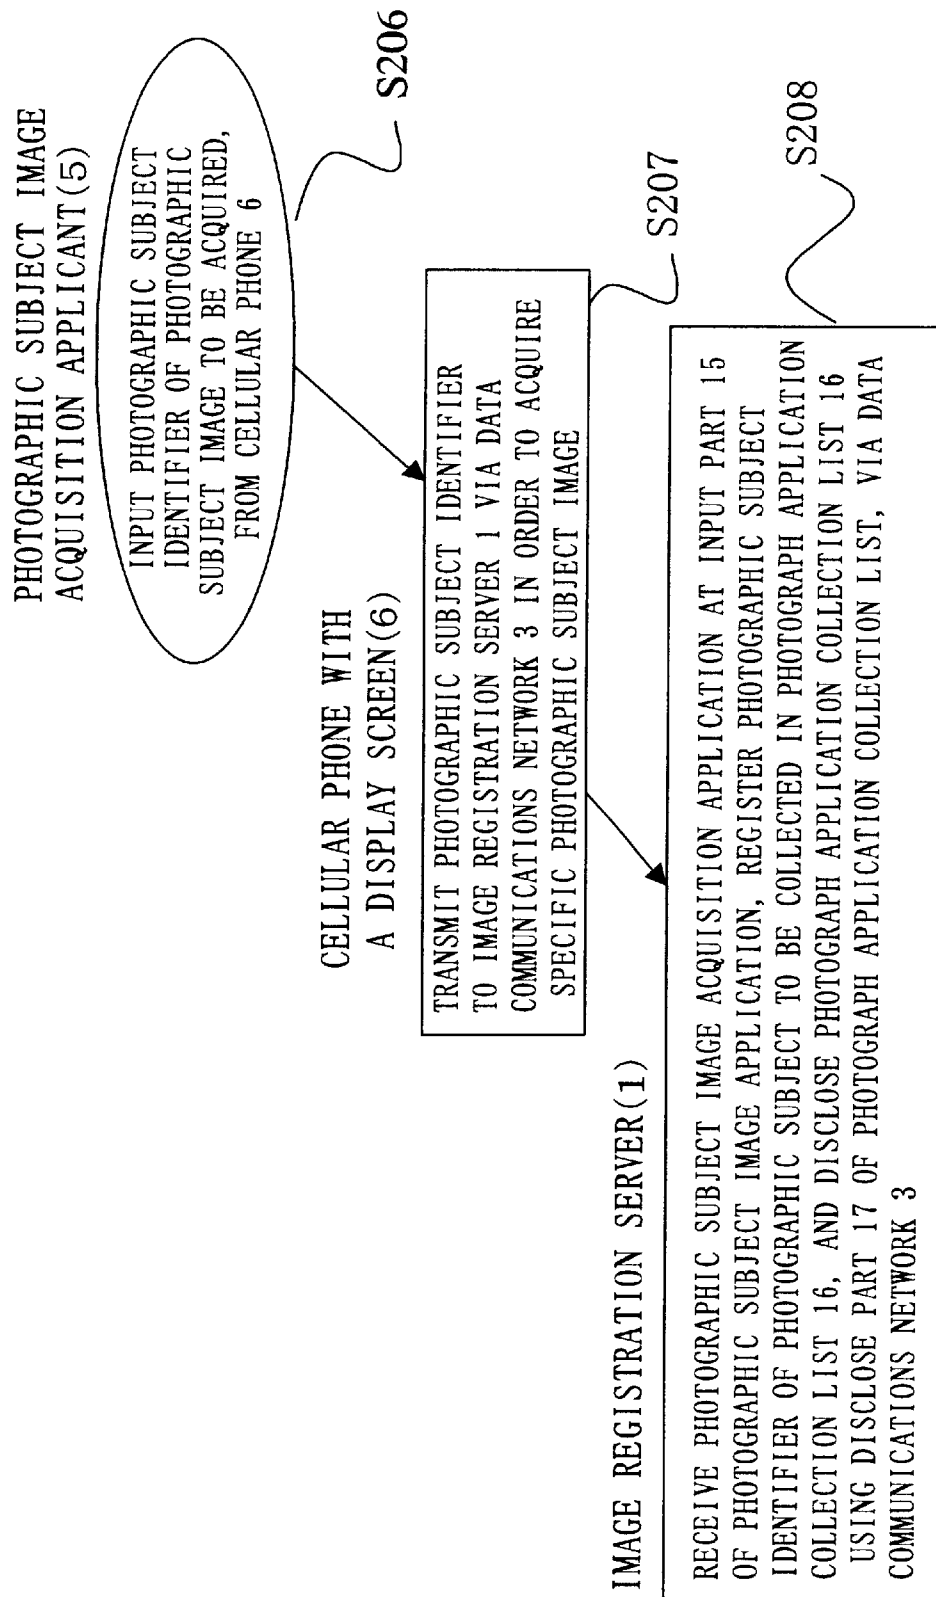 PHOTOGRAPHIC SUBJECT IMAGE
ACQUISITION APPLICANT(5)
INPUT PHOTOGRAPHIC SUBJECT
IDENTIFIER OF PHOTOGRAPHIC
SUBJECT IMAGE TO BE ACQUIRED,
FROM CELLULAR PHONE 6
S206
CELLULAR PHONE WITH
A DISPLAY SCREEN(6)
TRANSMIT PHOTOGRAPHIC SUBJECT IDENTIFIER
TO IMAGE REGISTRATION SERVER 1 VIA DATA
COMMUNICATIONS NETWORK 3 IN ORDER TO ACQUIRE
SPECIFIC PHOTOGRAPHIC SUBJECT IMAGE
S207
IMAGE REGISTRATION SERVER(1)
RECEIVE PHOTOGRAPHIC SUBJECT IMAGE ACQUISITION APPLICATION AT INPUT PART 15
OF PHOTOGRAPHIC SUBJECT IMAGE APPLICATION, REGISTER PHOTOGRAPHIC SUBJECT
IDENTIFIER OF PHOTOGRAPHIC SUBJECT TO BE COLLECTED IN PHOTOGRAPH APPLICATION
COLLECTION LIST 16, AND DISCLOSE PHOTOGRAPH APPLICATION COLLECTION LIST 16
USING DISCLOSE PART 17 OF PHOTOGRAPH APPLICATION COLLECTION LIST, VIA DATA
COMMUNICATIONS NETWORK 3
S208